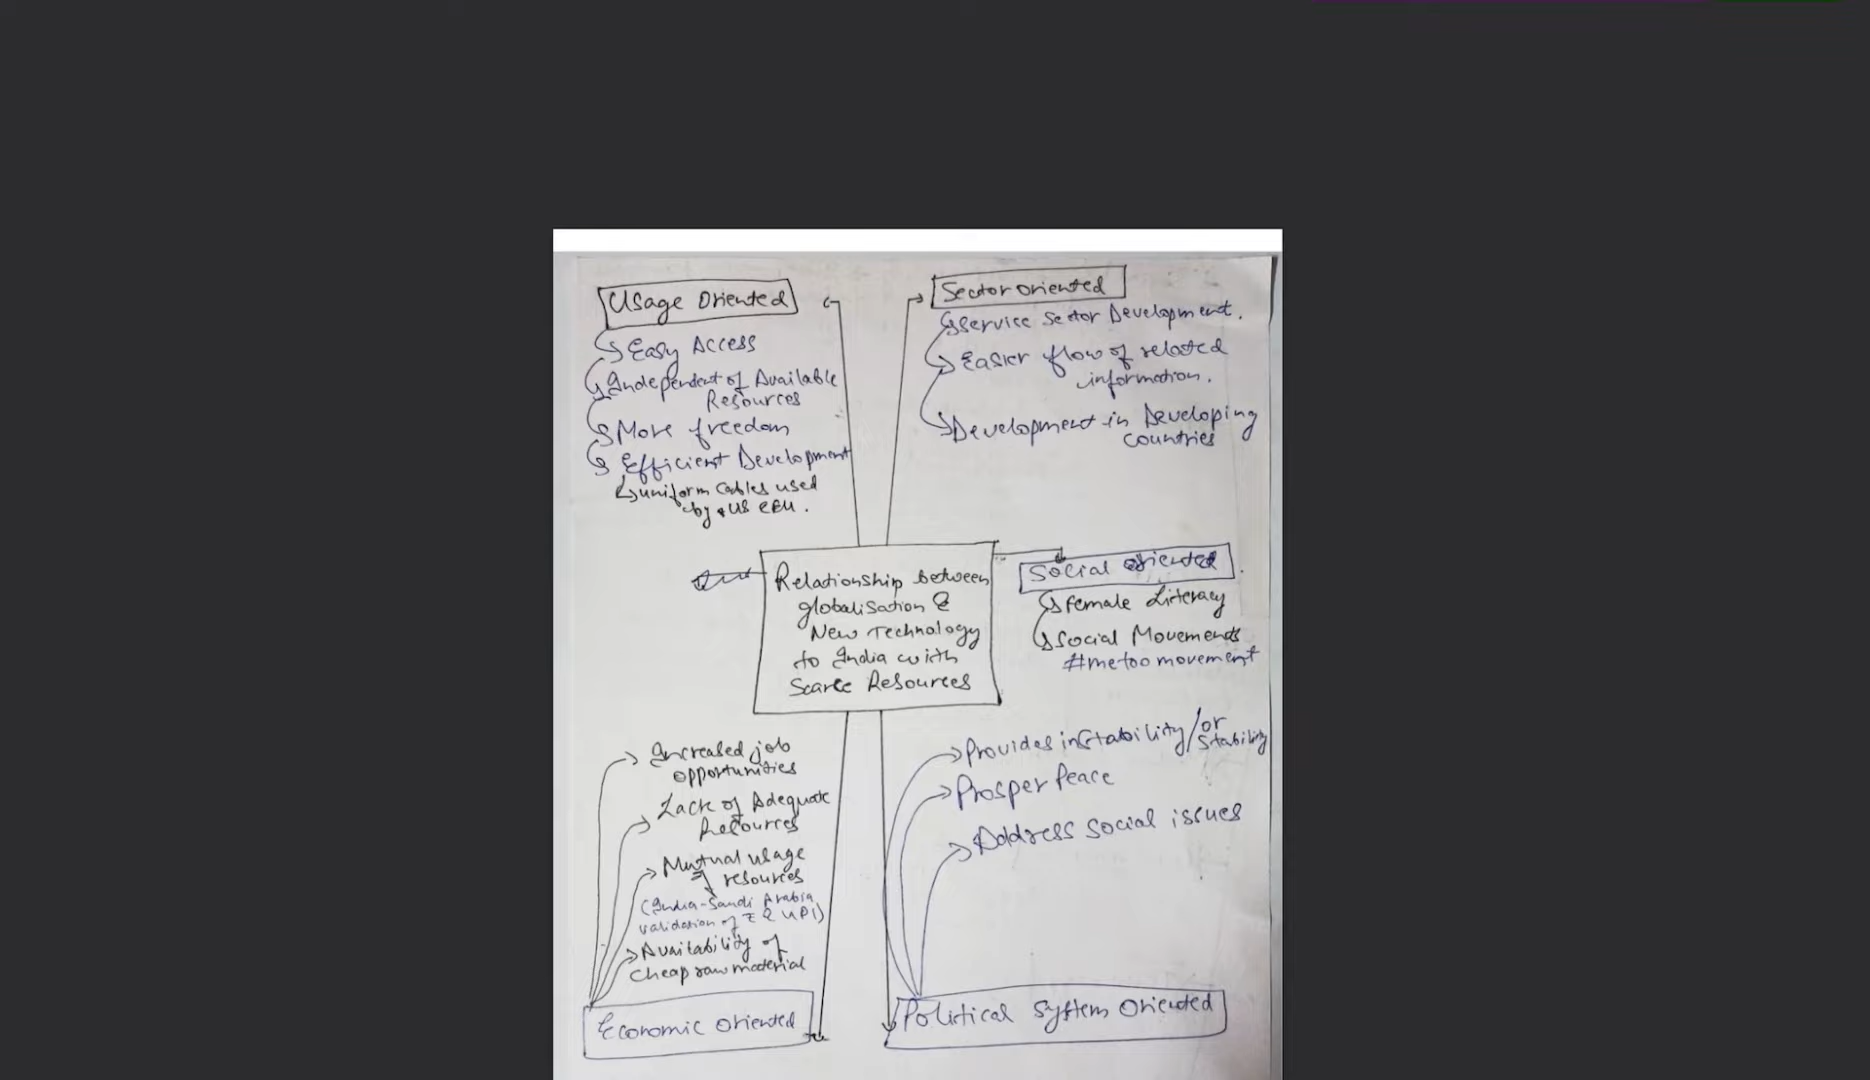 Usage Oriented
Easy Access
Independent of Available
Resources
More freedom
Efficient Development
uniform Cables used
by US &EU.
Sector oriented
Service Sector Development.
Easier flow of related
information.
Development in Developing
Countries
Relationship between
globalisation &
New Technology
to India with
Scarce Resources
Social oriented
Female Literacy
Social Movements
#metoo movement
Increased job
opportunities
Lack of Adequate
Resources
Mutual usage
resources
(India-Saudi Arabia
validation of ₹ & UPI)
Availability of
cheap raw material
Economic Oriented
Provides instability/or
stability
Prosper Peace
Address social issues
Political System Oriented